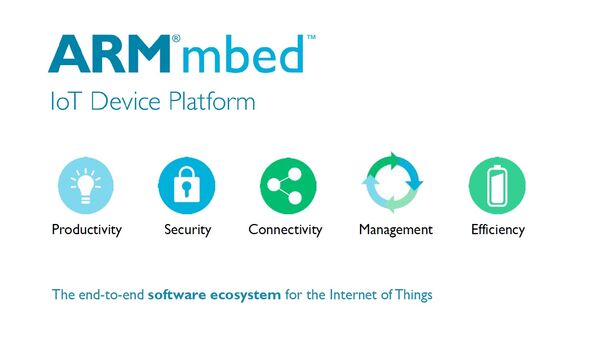 ARM®mbed™
IoT Device Platform
Productivity Security Connectivity Management Efficiency
The end-to-end software ecosystem for the Internet of Things